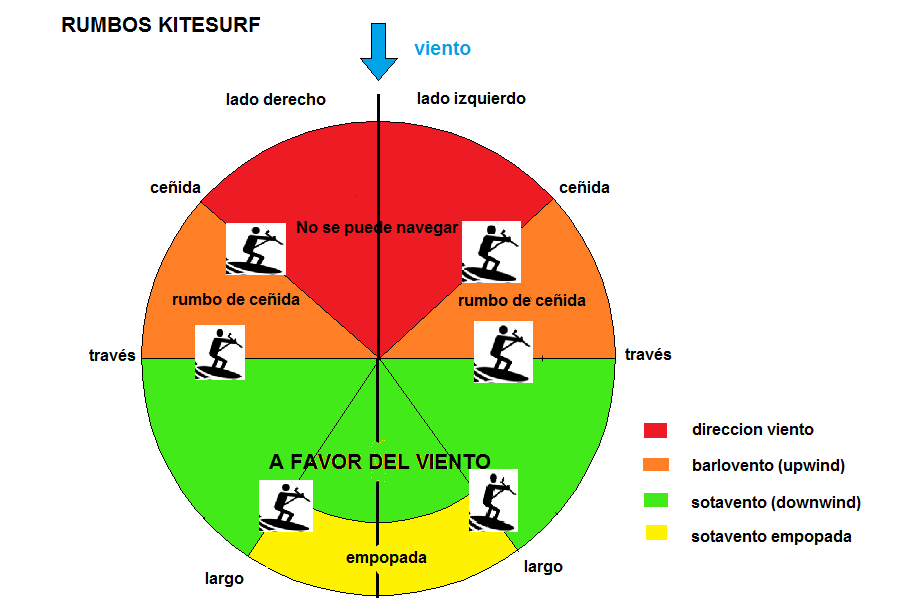 RUMBOS KITESURF
viento
lado derecho
lado izquierdo
ceñida
ceñida
No se puede navegar
rumbo de ceñida
rumbo de ceñida
través
través
direccion viento
A FAVOR DEL VIENTO
barlovento (upwind)
sotavento (downwind)
sotavento empopada
empopada
largo
largo